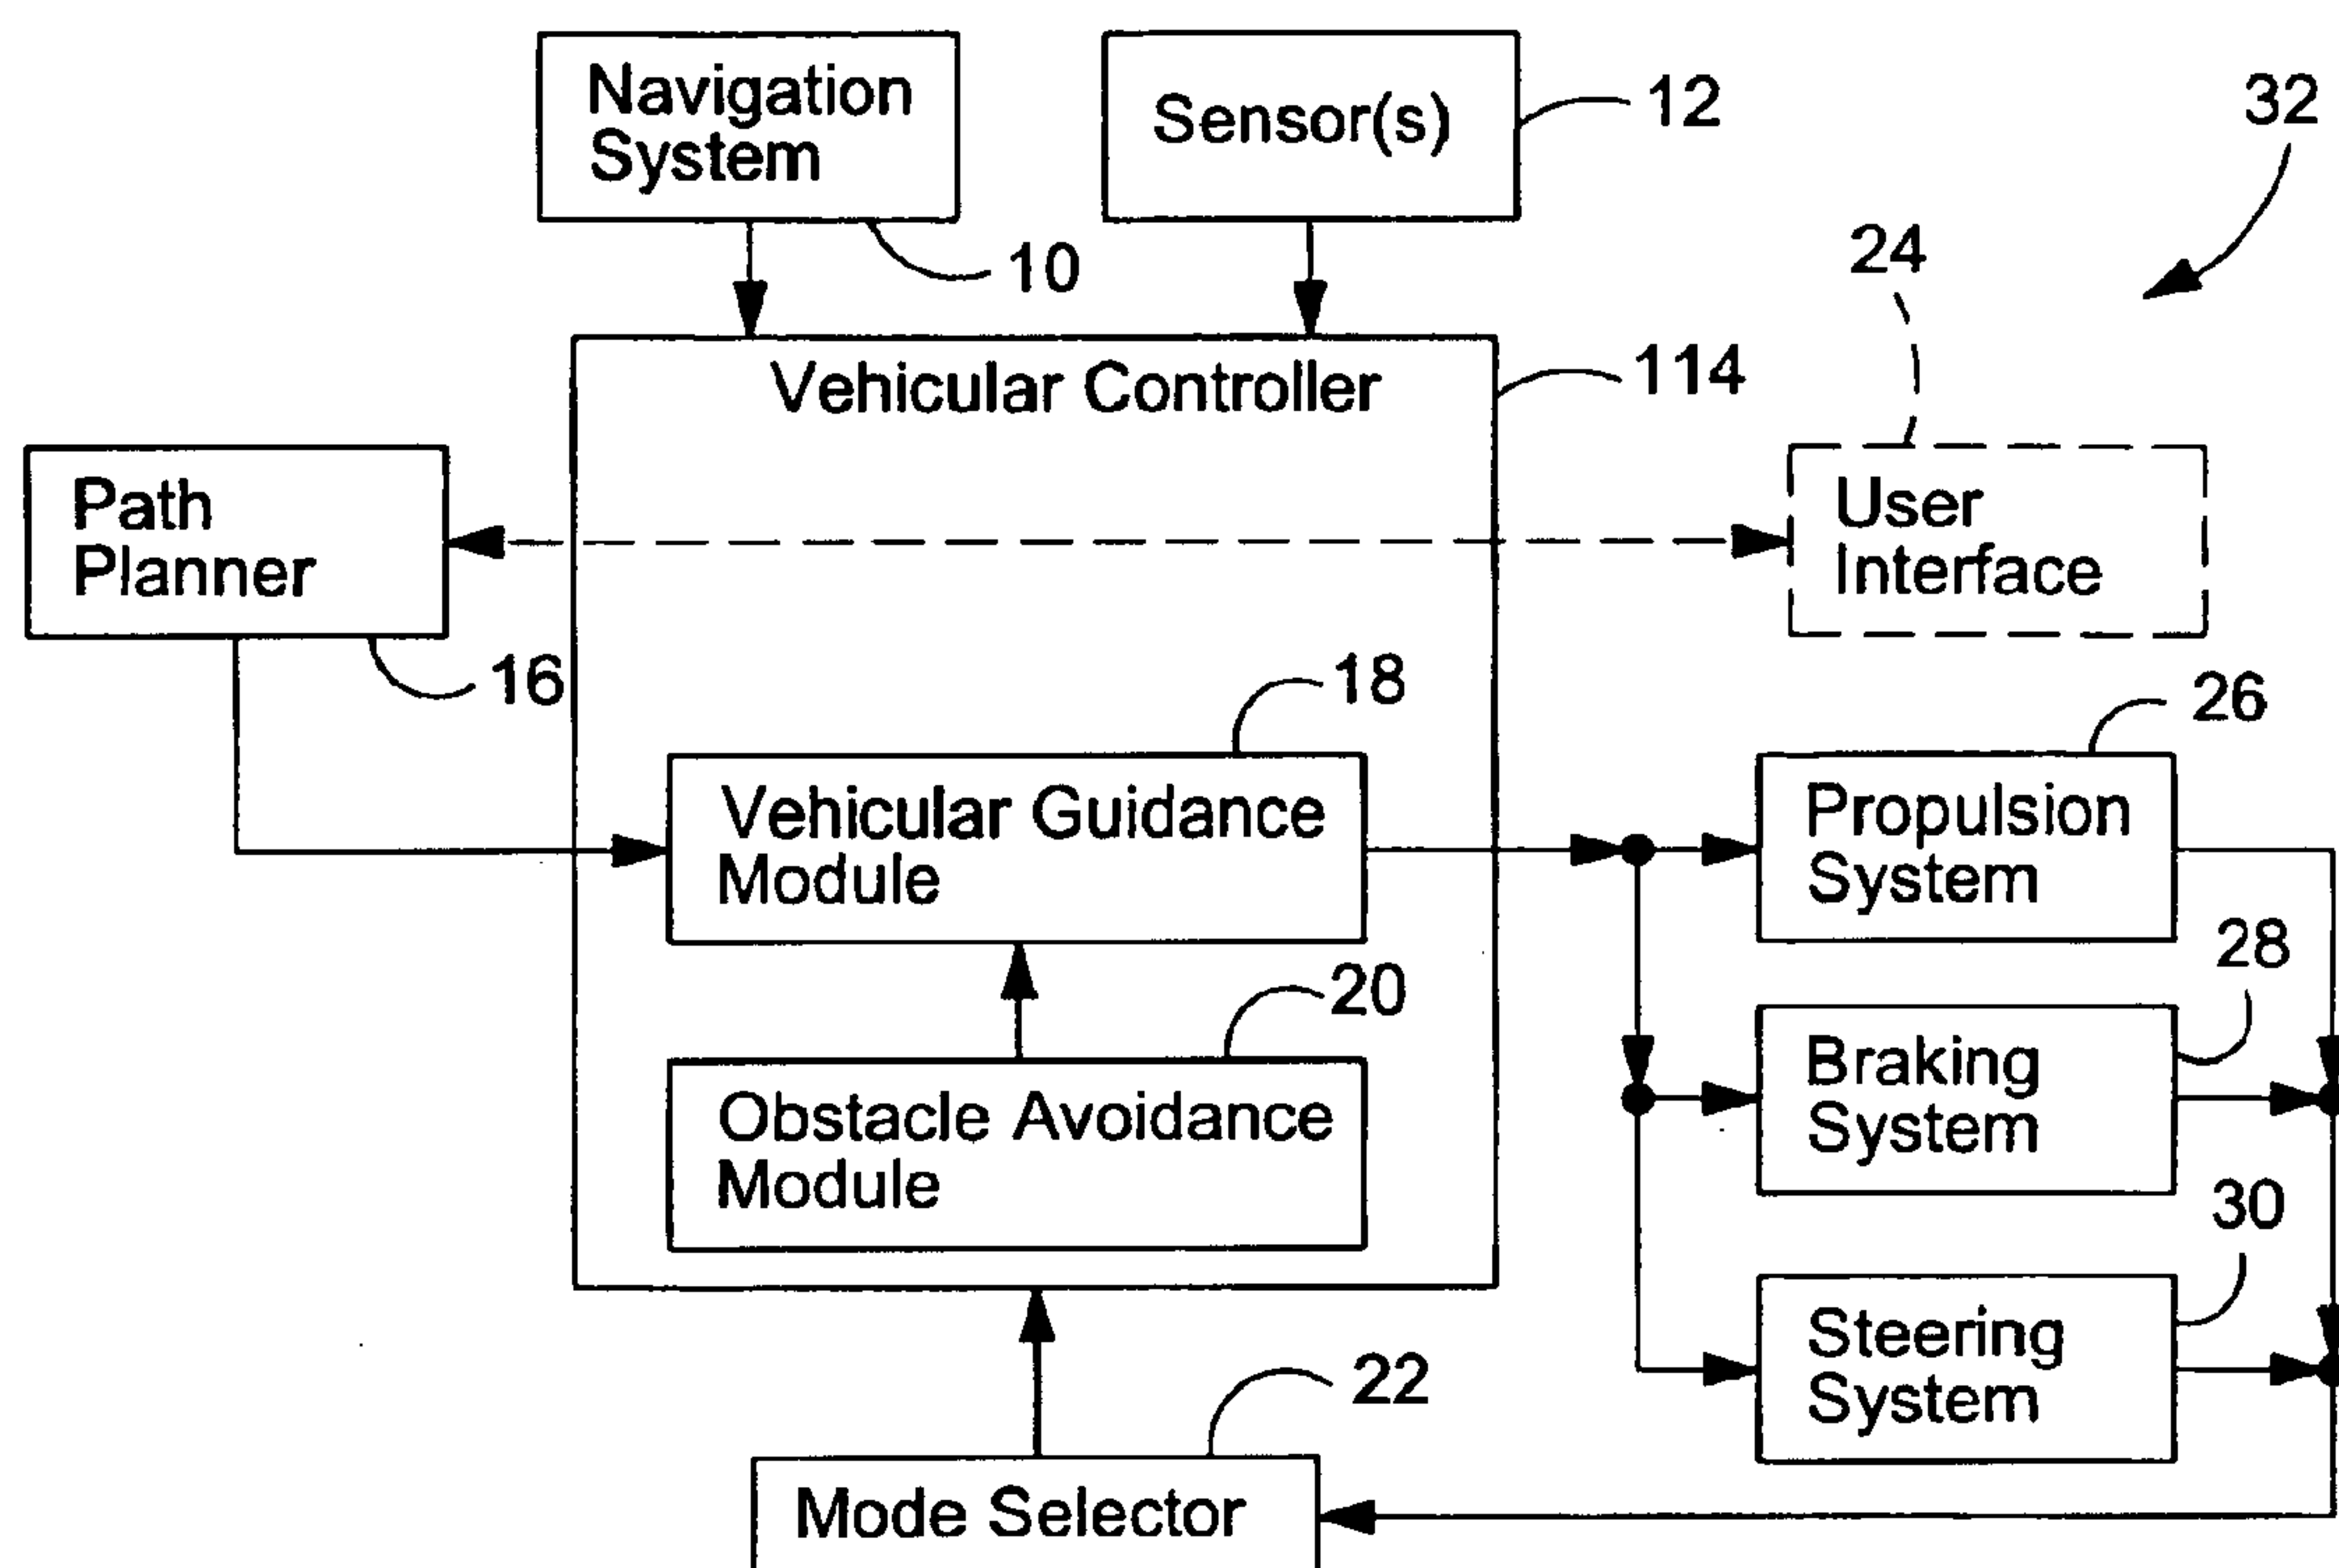 Navigation
System
Sensor(s)
12
32
10
24
Vehicular Controller
114
Path
Planner
User
Interface
16
18
26
Vehicular Guidance
Module
Propulsion
System
20
28
Obstacle Avoidance
Module
Braking
System
30
Steering
System
22
Mode Selector